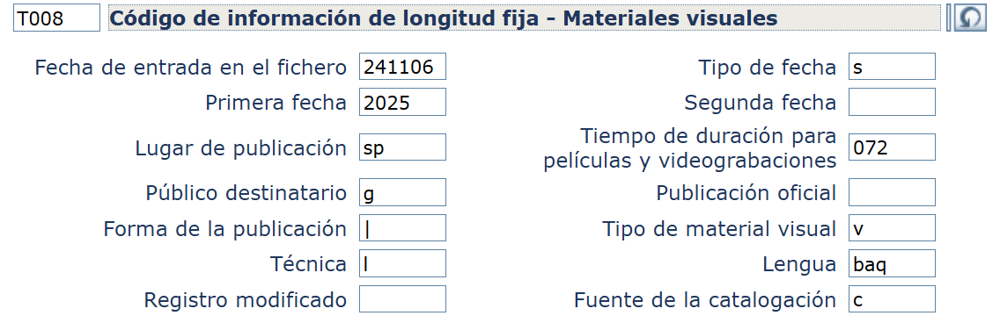 T008 Código de información de longitud fija - Materiales visuales
Fecha de entrada en el fichero 241106 Tipo de fecha s
Primera fecha 2025 Segunda fecha
Lugar de publicación sp Tiempo de duración para
películas y videograbaciones 072
Público destinatario g Publicación oficial
Forma de la publicación | Tipo de material visual v
Técnica l Lengua baq
Registro modificado Fuente de la catalogación c